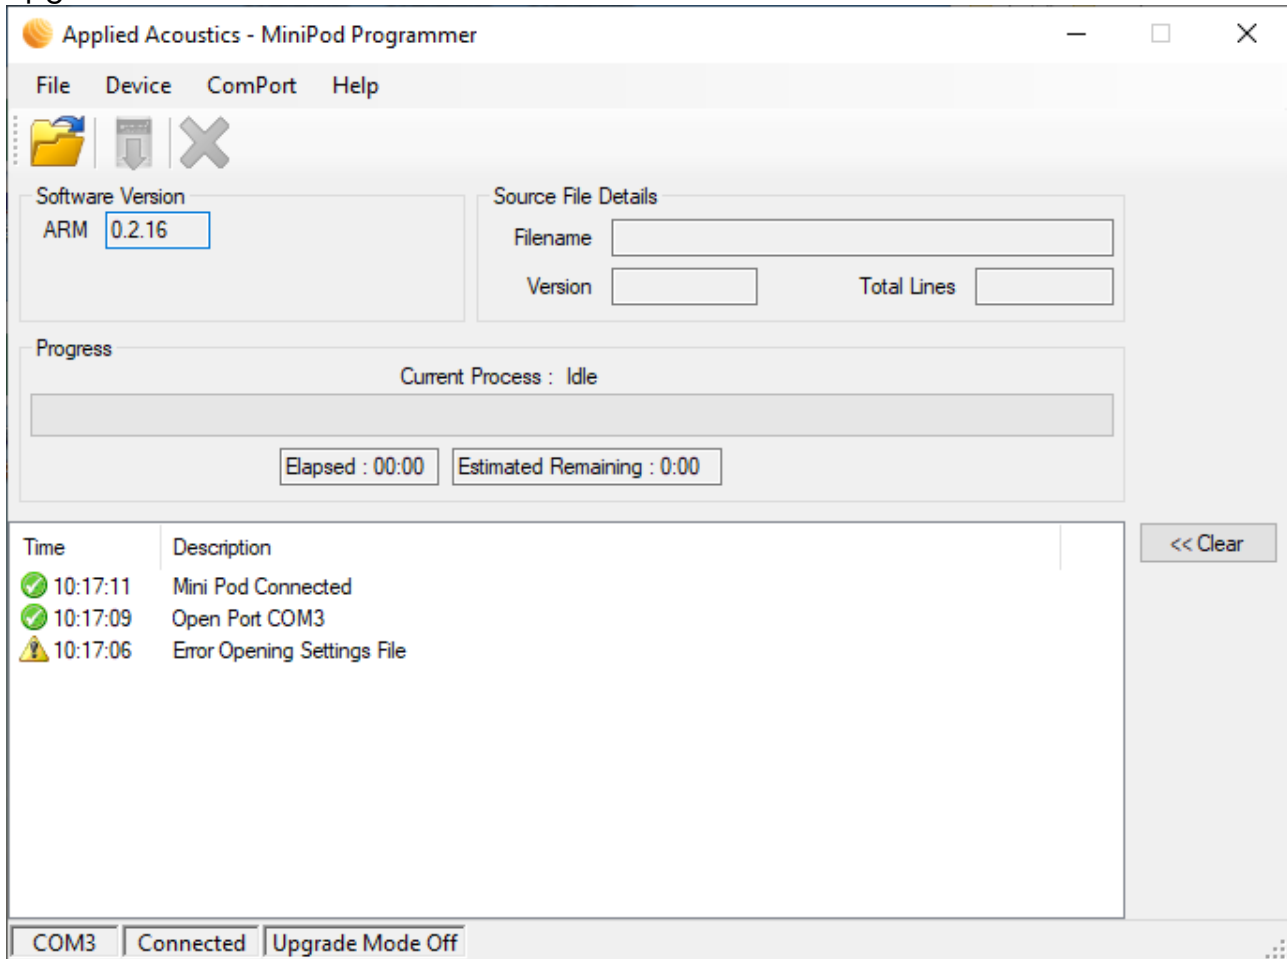 Applied Acoustics - MiniPod Programmer
File Device ComPort Help
Software Version
ARM 0.2.16
Source File Details
Filename
Version Total Lines
Progress
Current Process : Idle
Elapsed : 00:00 Estimated Remaining : 0:00
Time Description
<< Clear
10:17:11 Mini Pod Connected
10:17:09 Open Port COM3
10:17:06 Error Opening Settings File
COM3 Connected Upgrade Mode Off